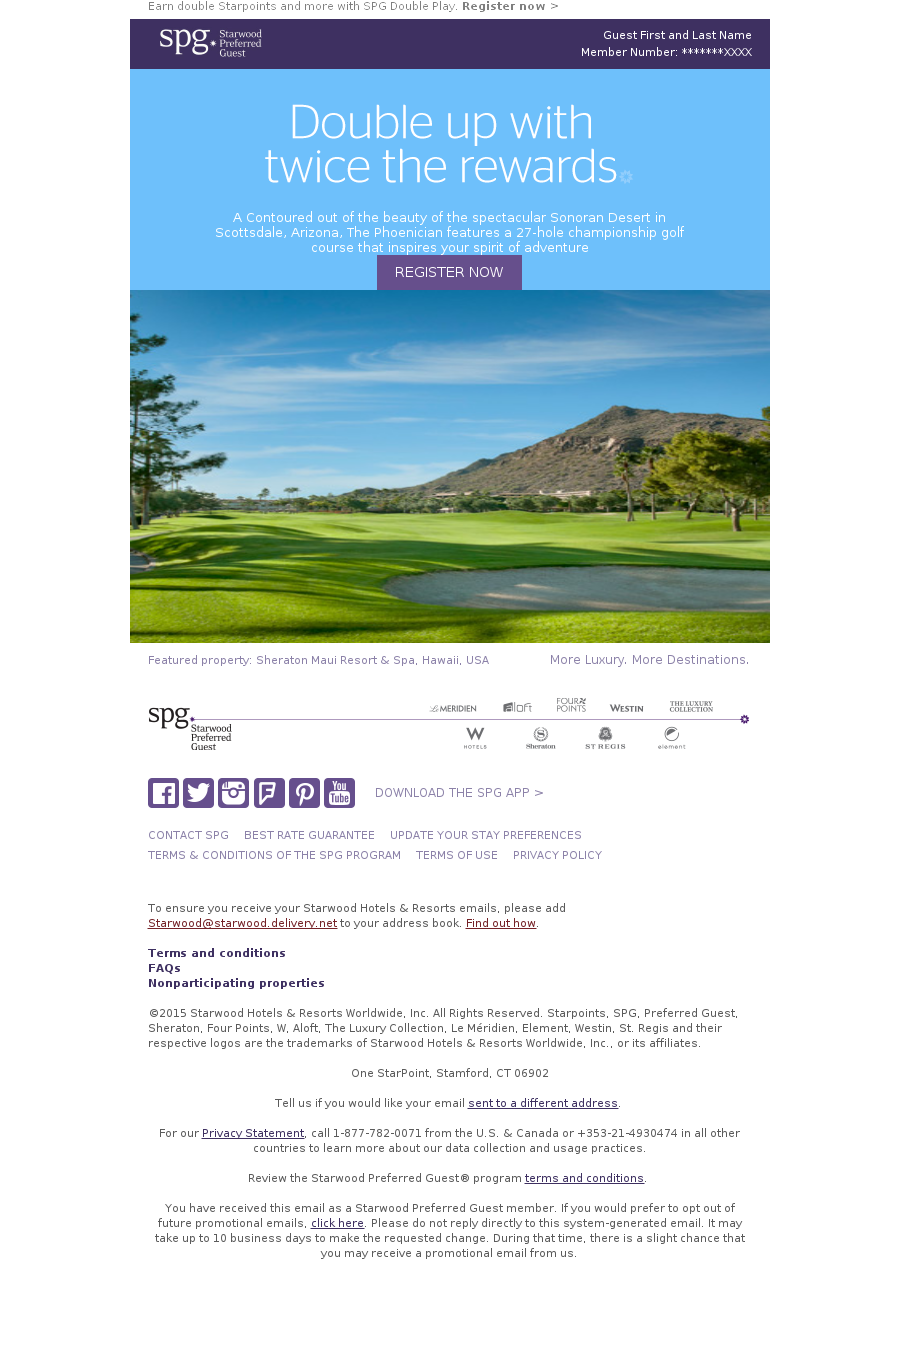 Earn double Starpoints and more with SPG Double Play. Register now >
spg Starwood Preferred Guest
Guest First and Last Name
Member Number: *******XXXX
Double up with
twice the rewards
A Contoured out of the beauty of the spectacular Sonoran Desert in
Scottsdale, Arizona, The Phoenician features a 27-hole championship golf
course that inspires your spirit of adventure
REGISTER NOW
Featured property: Sheraton Maui Resort & Spa, Hawaii, USA
More Luxury. More Destinations.
spg Starwood Preferred Guest
LE MERIDIEN aloft FOUR POINTS WESTIN THE LUXURY COLLECTION
W HOTELS Sheraton ST REGIS element
You Tube
DOWNLOAD THE SPG APP >
CONTACT SPG BEST RATE GUARANTEE UPDATE YOUR STAY PREFERENCES
TERMS & CONDITIONS OF THE SPG PROGRAM TERMS OF USE PRIVACY POLICY
To ensure you receive your Starwood Hotels & Resorts emails, please add
Starwood@starwood.delivery.net to your address book. Find out how.
Terms and conditions
FAQs
Nonparticipating properties
©2015 Starwood Hotels & Resorts Worldwide, Inc. All Rights Reserved. Starpoints, SPG, Preferred Guest,
Sheraton, Four Points, W, Aloft, The Luxury Collection, Le Méridien, Element, Westin, St. Regis and their
respective logos are the trademarks of Starwood Hotels & Resorts Worldwide, Inc., or its affiliates.
One StarPoint, Stamford, CT 06902
Tell us if you would like your email sent to a different address.
For our Privacy Statement, call 1-877-782-0071 from the U.S. & Canada or +353-21-4930474 in all other
countries to learn more about our data collection and usage practices.
Review the Starwood Preferred Guest® program terms and conditions.
You have received this email as a Starwood Preferred Guest member. If you would prefer to opt out of
future promotional emails, click here. Please do not reply directly to this system-generated email. It may
take up to 10 business days to make the requested change. During that time, there is a slight chance that
you may receive a promotional email from us.